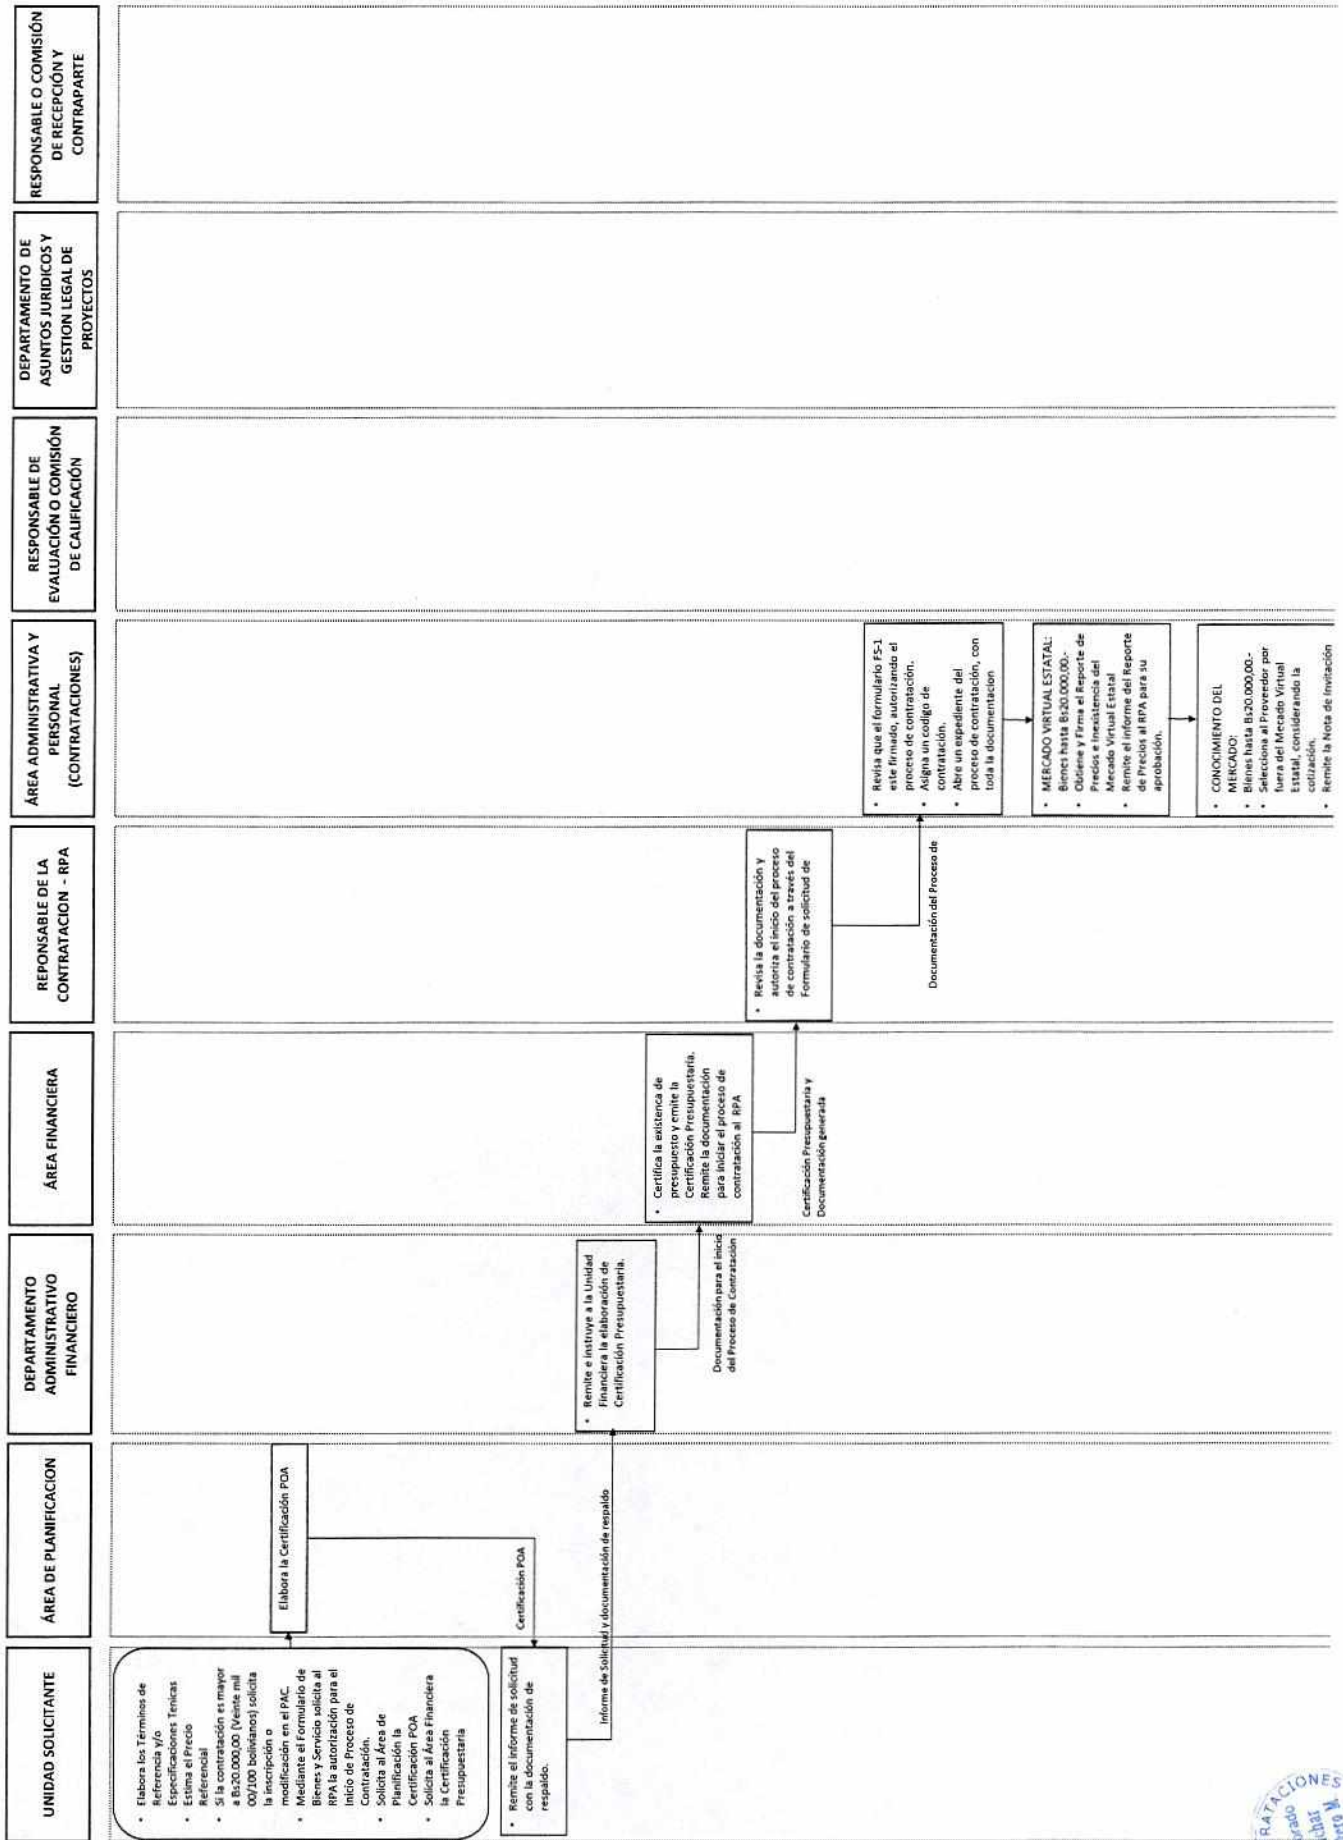 UNIDAD SOLICITANTE
ÁREA DE PLANIFICACION
DEPARTAMENTO
ADMINISTRATIVO
FINANCIERO
ÁREA FINANCIERA
REPONSABLE DE LA
CONTRATACION - RPA
ÁREA ADMINISTRATIVA Y
PERSONAL
(CONTRATACIONES)
RESPONSABLE DE
EVALUACIÓN O COMISIÓN
DE CALIFICACIÓN
DEPARTAMENTO DE
ASUNTOS JURIDICOS Y
GESTION LEGAL DE
PROYECTOS
RESPONSABLE O COMISIÓN
DE RECEPCIÓN Y
CONTRAPARTE
• Elabora los Términos de
Referencia y/o
Especificaciones Tenicas
• Estima el Precio
Referencial
• Si la contratación es mayor
a Bs20.000,00 (Veinte mil
00/100 bolivianos) solicita
la inscripción o
modificación en el PAC.
• Mediante el Formulario de
Bienes y Servicio solicita al
RPA la autorización para el
Inicio de Proceso de
Contratación.
• Solicita al Área de
Planificación la
Certificación POA
• Solicita al Área Financiera
la Certificación
Presupuestaria
Elabora la Certificación POA
Certificación POA
• Remite el informe de solicitud
con la documentación de
respaldo.
Informe de Solicitud y documentación de respaldo
• Remite e instruye a la Unidad
Financiera la elaboración de
Certificación Presupuestaria.
Documentación para el inicio
del Proceso de Contratación
• Certifica la existenca de
presupuesto y emite la
Certificación Presupuestaría.
Remite la documentación
para iniciar el proceso de
contratación al RPA
Certificación Presupuestaria y
Documentación generada
• Revisa la documentación y
autoriza el inicio del proceso
de contratación a través del
Formulario de solicitud de
Documentación del Proceso de
• Revisa que el formulario FS-1
este firmado, autorizando el
proceso de contratación.
• Asigna un codigo de
contratación.
• Abre un expediente del
proceso de contratación, con
toda la documentacion
• MERCADO VIRTUAL ESTATAL:
Bienes hasta Bs20.000,00.-
• Obtiene y Firma el Reporte de
Precios e Inexistencia del
Mecado Virtual Estatal
• Remite el informe del Reporte
de Precios al RPA para su
aprobación.
• CONOCIMIENTO DEL
MERCADO:
• Bienes hasta Bs20.000,00.-
• Selecciona al Proveedor por
fuera del Mecado Virtual
Estatal, considerando la
cotización.
• Remite la Nota de Invitación